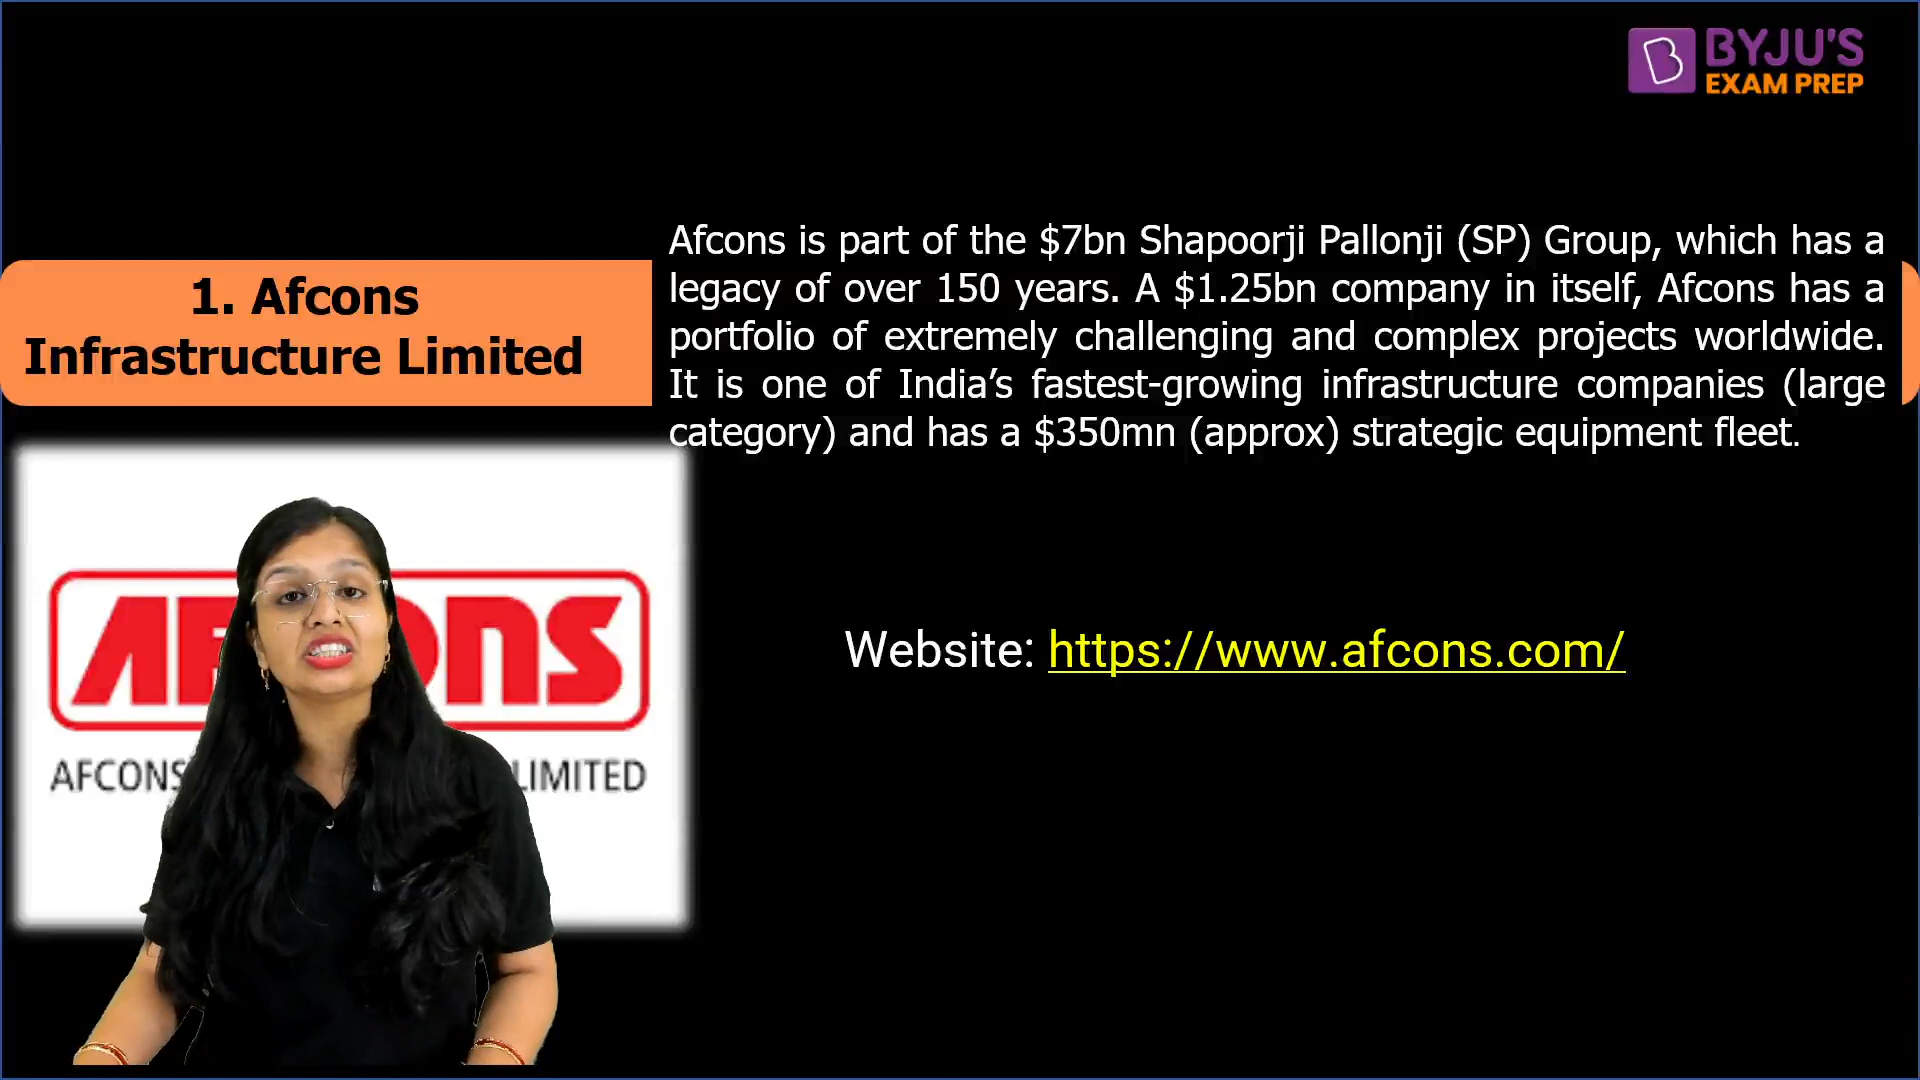 BYJU'S
EXAM PREP
1. Afcons
Infrastructure Limited
Afcons is part of the $7bn Shapoorji Pallonji (SP) Group, which has a
legacy of over 150 years. A $1.25bn company in itself, Afcons has a
portfolio of extremely challenging and complex projects worldwide.
It is one of India’s fastest-growing infrastructure companies (large
category) and has a $350mn (approx) strategic equipment fleet.
Website: https://www.afcons.com/
AFCONS LIMITED